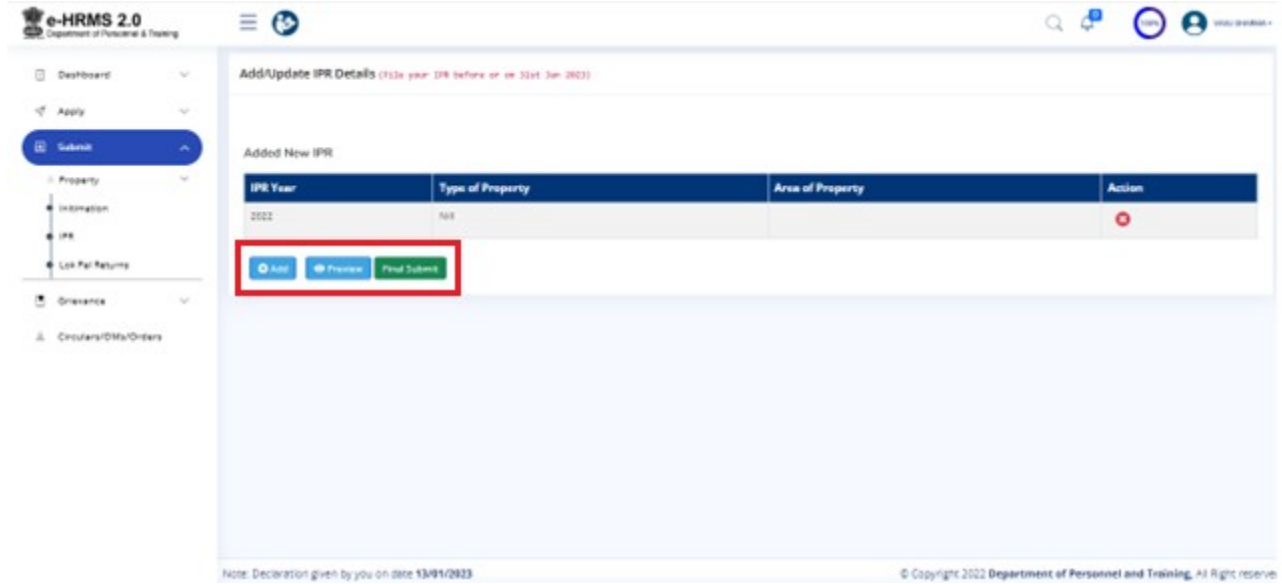 e-HRMS 2.0
Department of Personnel & Training
100%
Dashboard
Apply
Submit
Property
Intimation
IPR
Lok Pal Returns
Grievance
Circulars/OMs/Orders
Add/Update IPR Details (File your IPR before or on 31st Jan 2023)
Added New IPR
IPR Year Type of Property Area of Property Action
2022 Nill
Add Preview Final Submit
Note: Declaration given by you on date 13/01/2023
© Copyright 2022 Department of Personnel and Training, All Right reserve